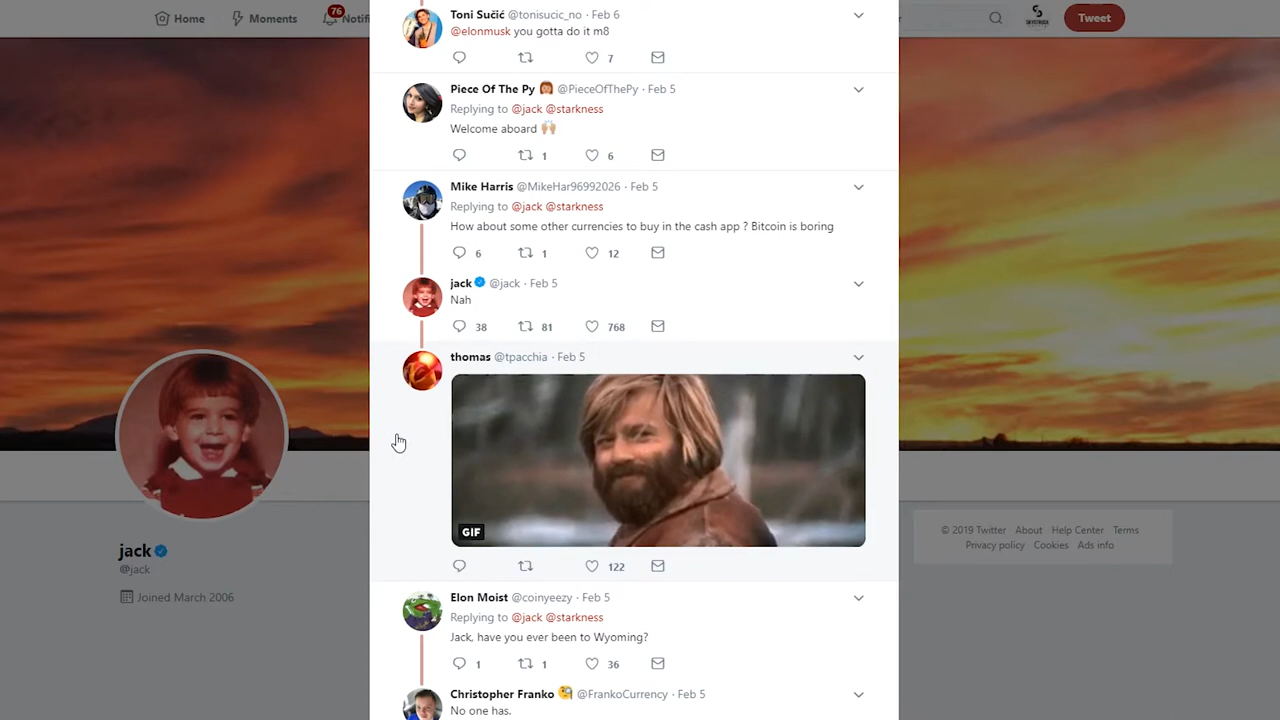 Home
Moments
76
Notifi
Tweet
Toni Sučić @tonisucic_no · Feb 6
@elonmusk you gotta do it m8
7
Piece Of The Py @PieceOfThePy · Feb 5
Replying to @jack @starkness
Welcome aboard 🙌🏼
1 6
Mike Harris @MikeHar96992026 · Feb 5
Replying to @jack @starkness
How about some other currencies to buy in the cash app ? Bitcoin is boring
6 1 12
jack @jack · Feb 5
Nah
38 81 768
thomas @tpacchia · Feb 5
GIF
122
Elon Moist @coinyeezy · Feb 5
Replying to @jack @starkness
Jack, have you ever been to Wyoming?
1 1 36
Christopher Franko 🧐 @FrankoCurrency · Feb 5
No one has.
jack
@jack
Joined March 2006
© 2019 Twitter About Help Center Terms
Privacy policy Cookies Ads info